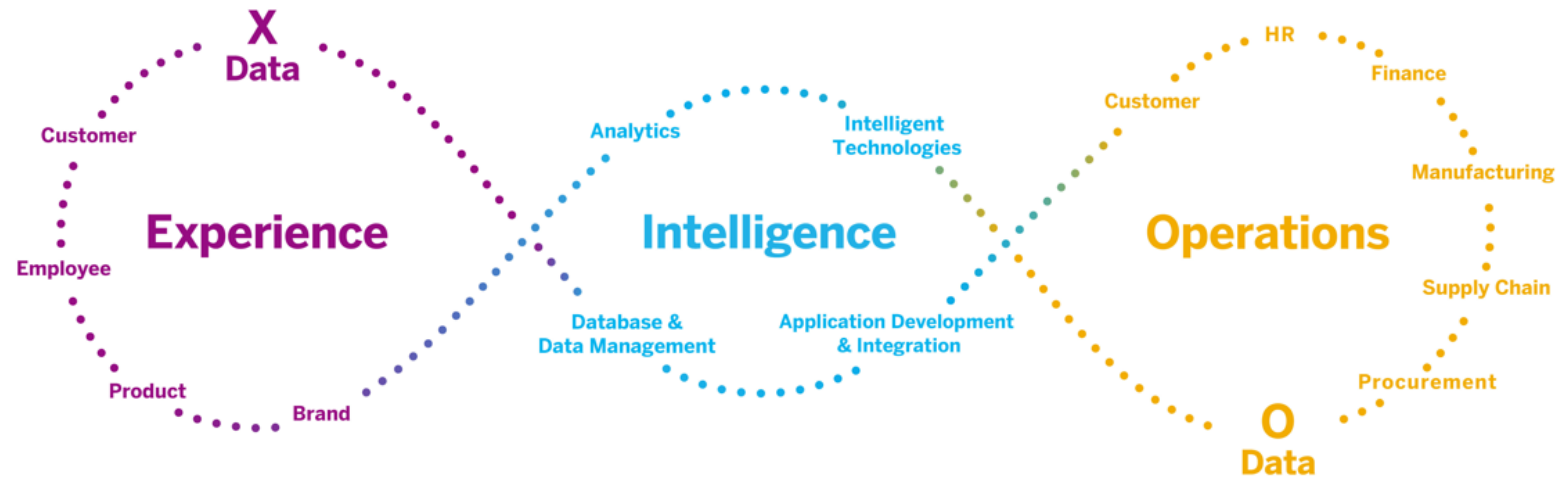 X
Data
Customer
Employee
Product
Brand
Experience
Analytics
Intelligent
Technologies
Intelligence
Database &
Data Management
Application Development
& Integration
HR
Customer
Finance
Manufacturing
Operations
Supply Chain
Procurement
O
Data